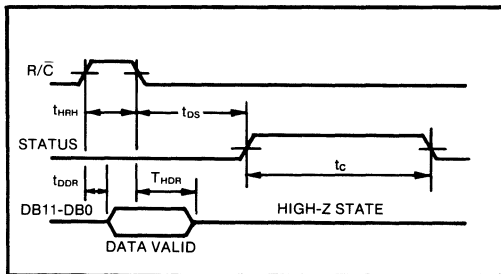 R/C̅
tHRH
tDS
STATUS
tDDR
THDR
tC
DB11-DB0
HIGH-Z STATE
DATA VALID